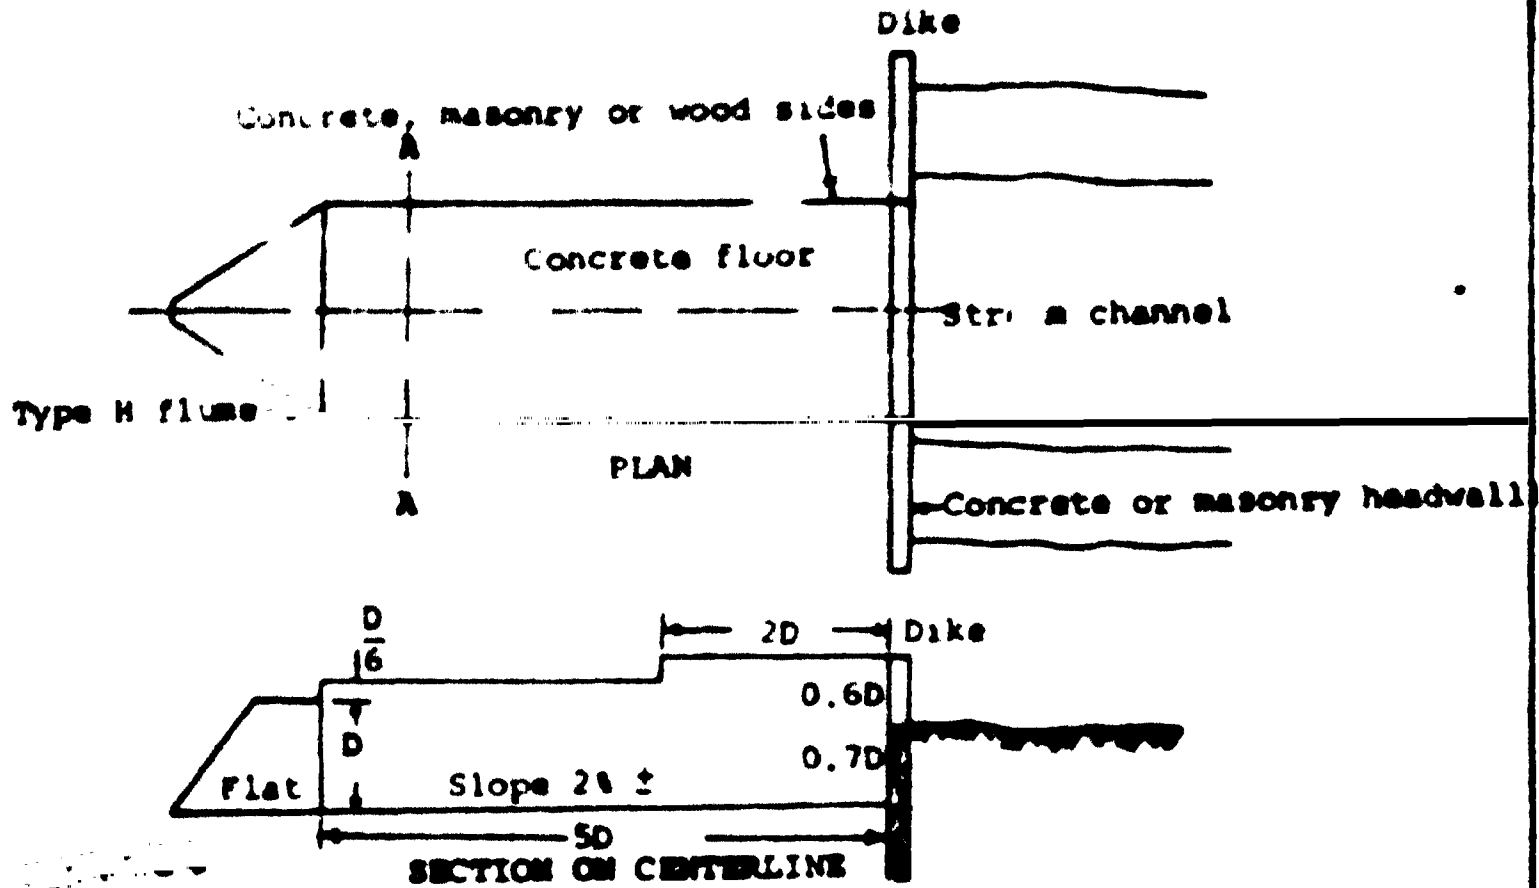 Dike
Concrete, masonry or wood sides
A
Concrete floor
channel
Type H flume
PLAN
A
Concrete or masonry headwall
D
6
2D
Dike
0.6D
D
0.7D
Flat
Slope 2% ±
5D
SECTION ON CENTERLINE